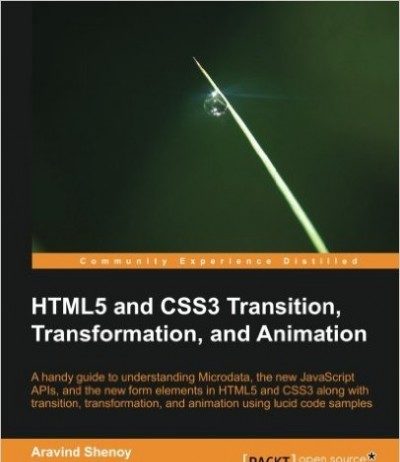 Community Experience Distilled
HTML5 and CSS3 Transition,
Transformation, and Animation
A handy guide to understanding Microdata, the new JavaScript
APIs, and the new form elements in HTML5 and CSS3 along with
transition, transformation, and animation using lucid code samples
Aravind Shenoy
[PACKT] open source*